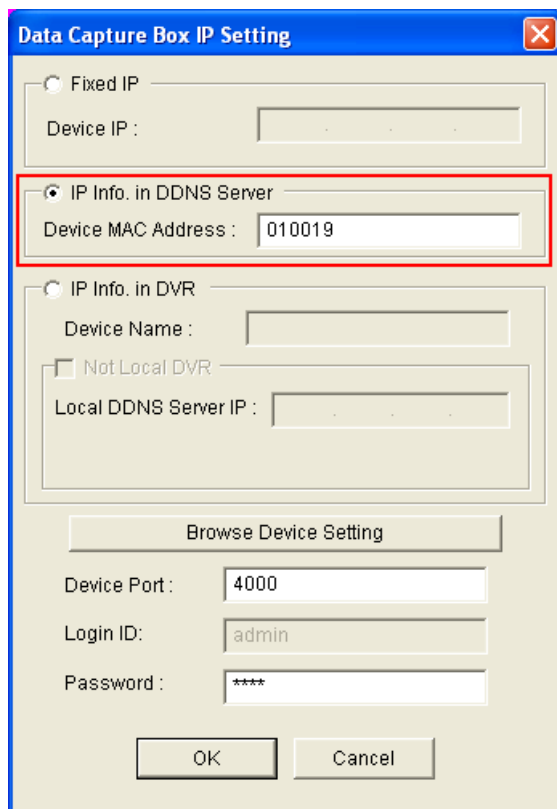 Data Capture Box IP Setting
Fixed IP
Device IP :
IP Info. in DDNS Server
Device MAC Address : 010019
IP Info. in DVR
Device Name :
Not Local DVR
Local DDNS Server IP :
Browse Device Setting
Device Port : 4000
Login ID: admin
Password : ****
OK Cancel